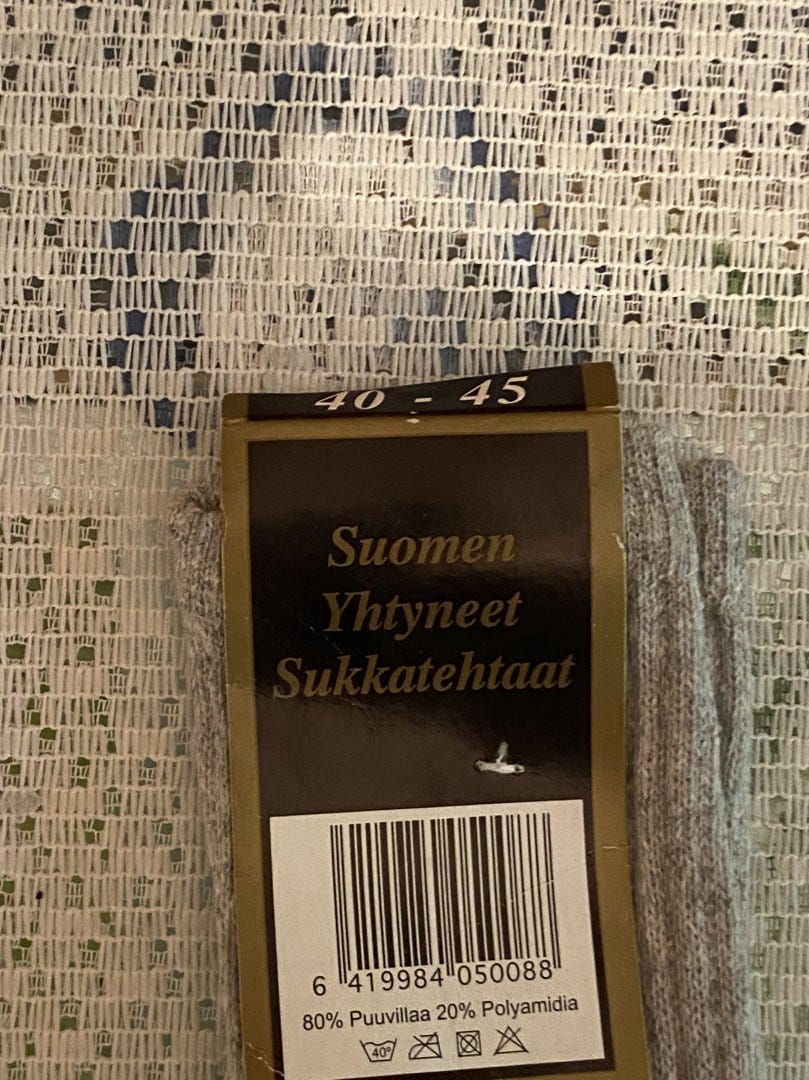 40 - 45
Suomen
Yhtyneet
Sukkatehtaat
6 419984 050088
80% Puuvillaa 20% Polyamidia
40°